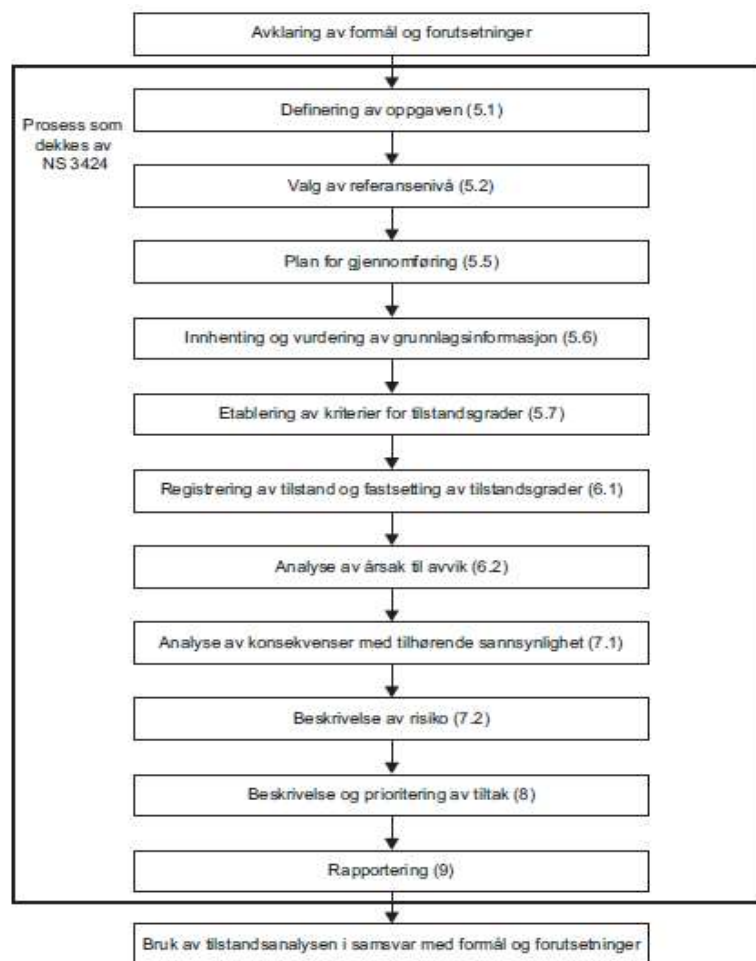 Avklaring av formål og forutsetninger
Prosess som
dekkes av
NS 3424
Definering av oppgaven (5.1)
Valg av referansenivå (5.2)
Plan for gjennomføring (5.5)
Innhenting og vurdering av grunnlagsinformasjon (5.6)
Etablering av kriterier for tilstandsgrader (5.7)
Registrering av tilstand og fastsetting av tilstandsgrader (6.1)
Analyse av årsak til avvik (6.2)
Analyse av konsekvenser med tilhørende sannsynlighet (7.1)
Beskrivelse av risiko (7.2)
Beskrivelse og prioritering av tiltak (8)
Rapportering (9)
Bruk av tilstandsanalysen i samsvar med formål og forutsetninger